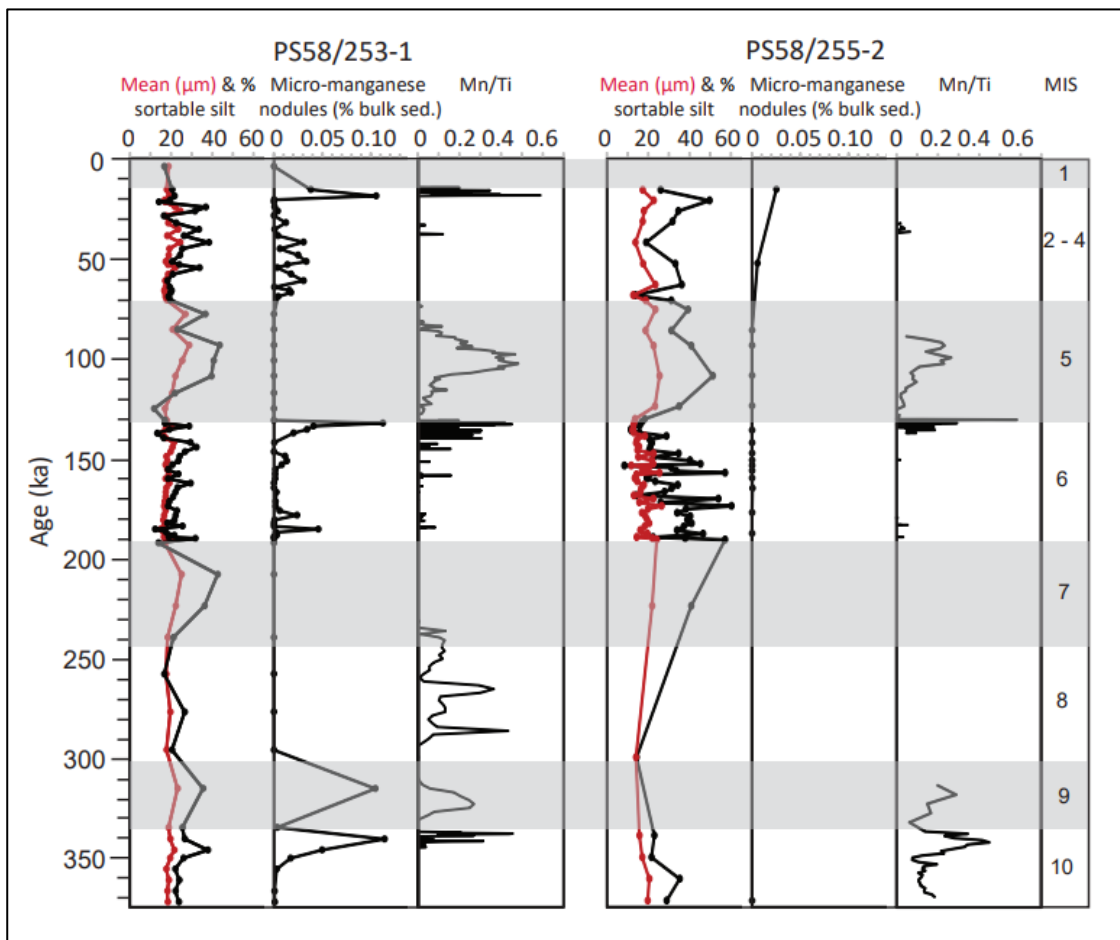 PS58/253-1 PS58/255-2
Mean (μm) & % Micro-manganese Mn/Ti Mean (μm) & % Micro-manganese Mn/Ti MIS
sortable silt nodules (% bulk sed.) sortable silt nodules (% bulk sed.)
0 20 40 60 0 0.05 0.10 0.2 0.4 0.6 0 20 40 60 0.05 0.10 0.2 0.4 0.6
0
1
2 - 4
50
5
100
150
6
200
7
250
8
300
9
350
10
Age (ka)